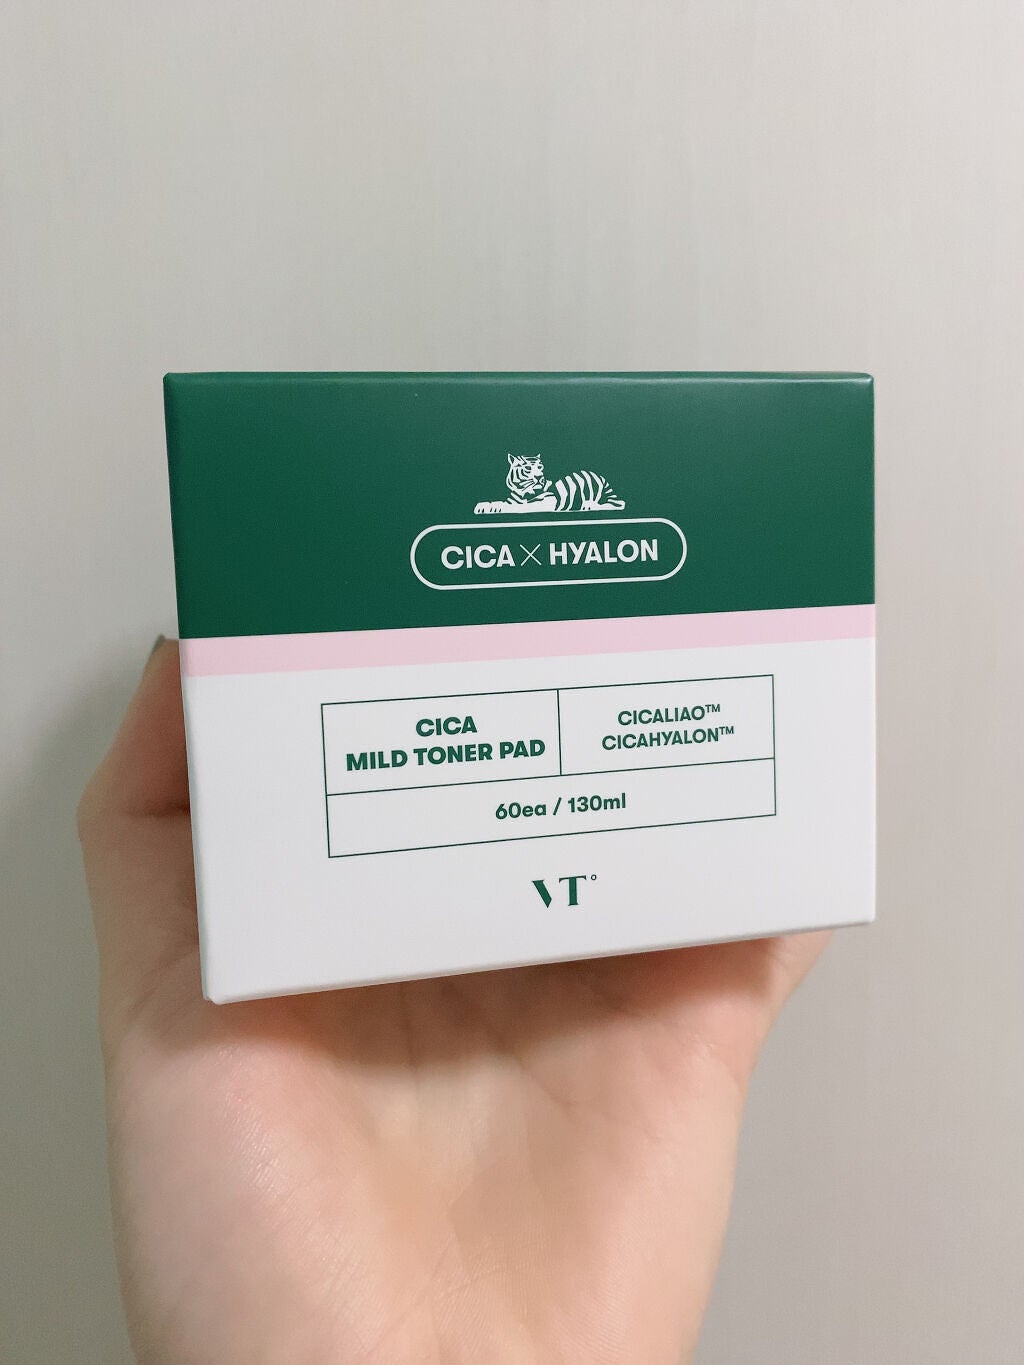 CICA × HYALON
CICA
MILD TONER PAD
CICALIAO™
CICAHYALON™
60ea / 130ml
VT°